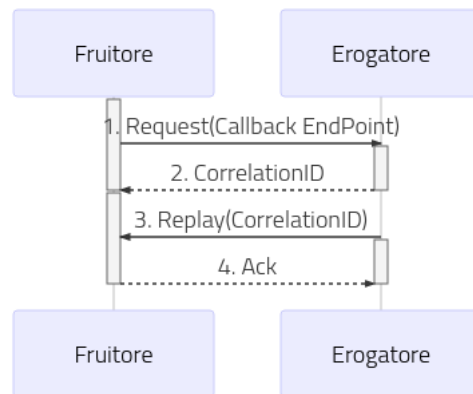 Fruitore
Erogatore
1. Request(Callback EndPoint)
2. CorrelationID
3. Replay(CorrelationID)
4. Ack
Fruitore
Erogatore